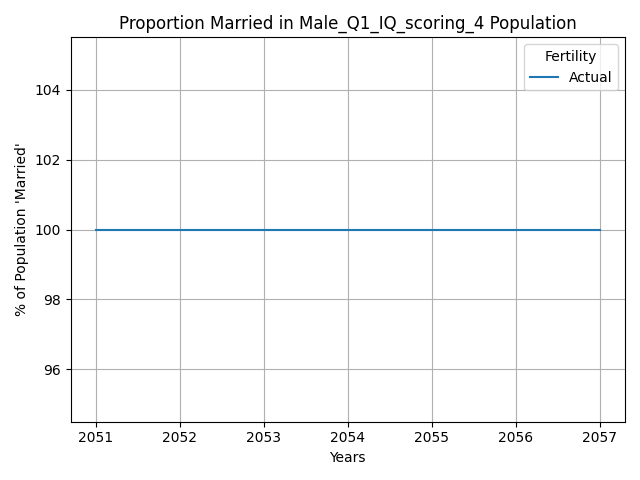 Proportion Married in Male_Q1_IQ_scoring_4 Population
Fertility
Actual
104
102
100
98
96
% of Population 'Married'
2051 2052 2053 2054 2055 2056 2057
Years